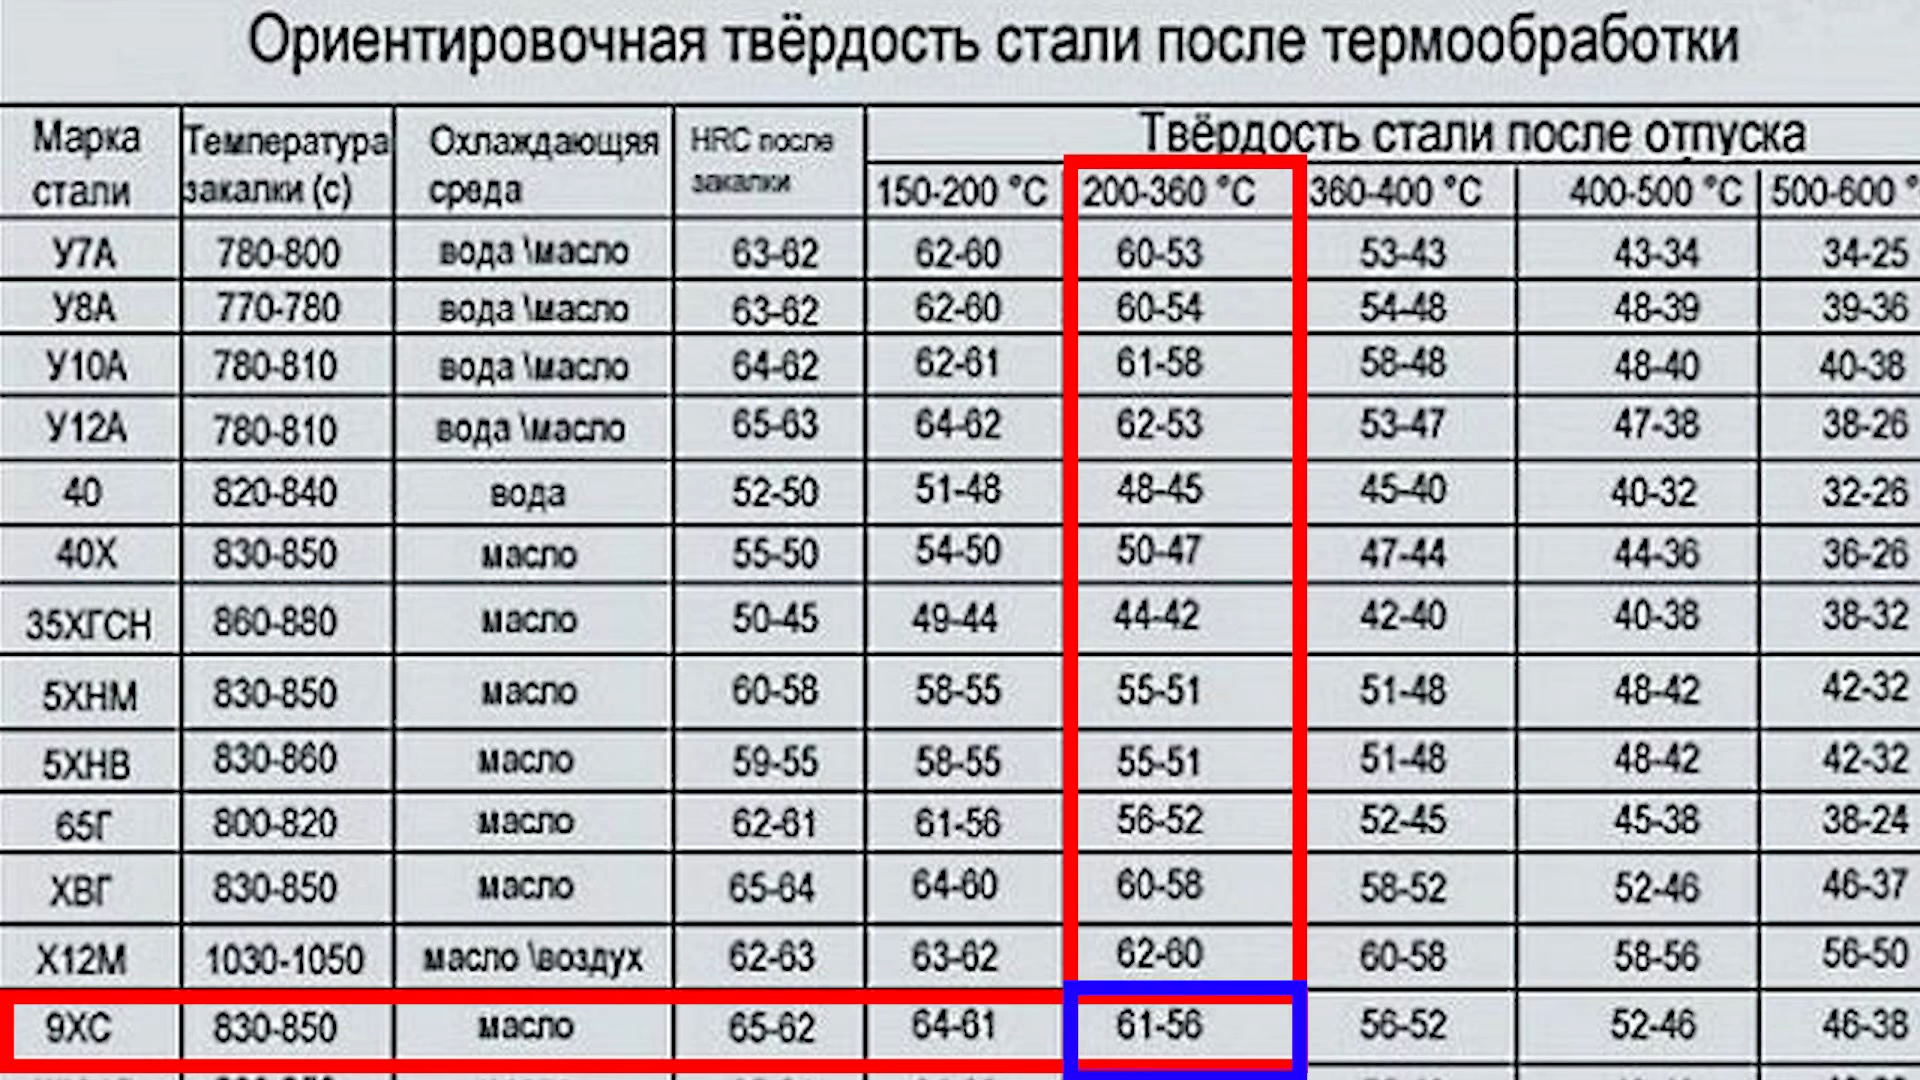 Ориентировочная твёрдость стали после термообработки
Марка стали Температура закалки (с) Охлаждающяя среда HRC после закалки Твёрдость стали после отпуска
150-200 °C 200-360 °C 360-400 °C 400-500 °C 500-600 °
У7А 780-800 вода \масло 63-62 62-60 60-53 53-43 43-34 34-25
У8А 770-780 вода \масло 63-62 62-60 60-54 54-48 48-39 39-36
У10А 780-810 вода \масло 64-62 62-61 61-58 58-48 48-40 40-38
У12А 780-810 вода \масло 65-63 64-62 62-53 53-47 47-38 38-26
40 820-840 вода 52-50 51-48 48-45 45-40 40-32 32-26
40Х 830-850 масло 55-50 54-50 50-47 47-44 44-36 36-26
35ХГСН 860-880 масло 50-45 49-44 44-42 42-40 40-38 38-32
5ХНМ 830-850 масло 60-58 58-55 55-51 51-48 48-42 42-32
5ХНВ 830-860 масло 59-55 58-55 55-51 51-48 48-42 42-32
65Г 800-820 масло 62-61 61-56 56-52 52-45 45-38 38-24
ХВГ 830-850 масло 65-64 64-60 60-58 58-52 52-46 46-37
Х12М 1030-1050 масло \воздух 62-63 63-62 62-60 60-58 58-56 56-50
9ХС 830-850 масло 65-62 64-61 61-56 56-52 52-46 46-38